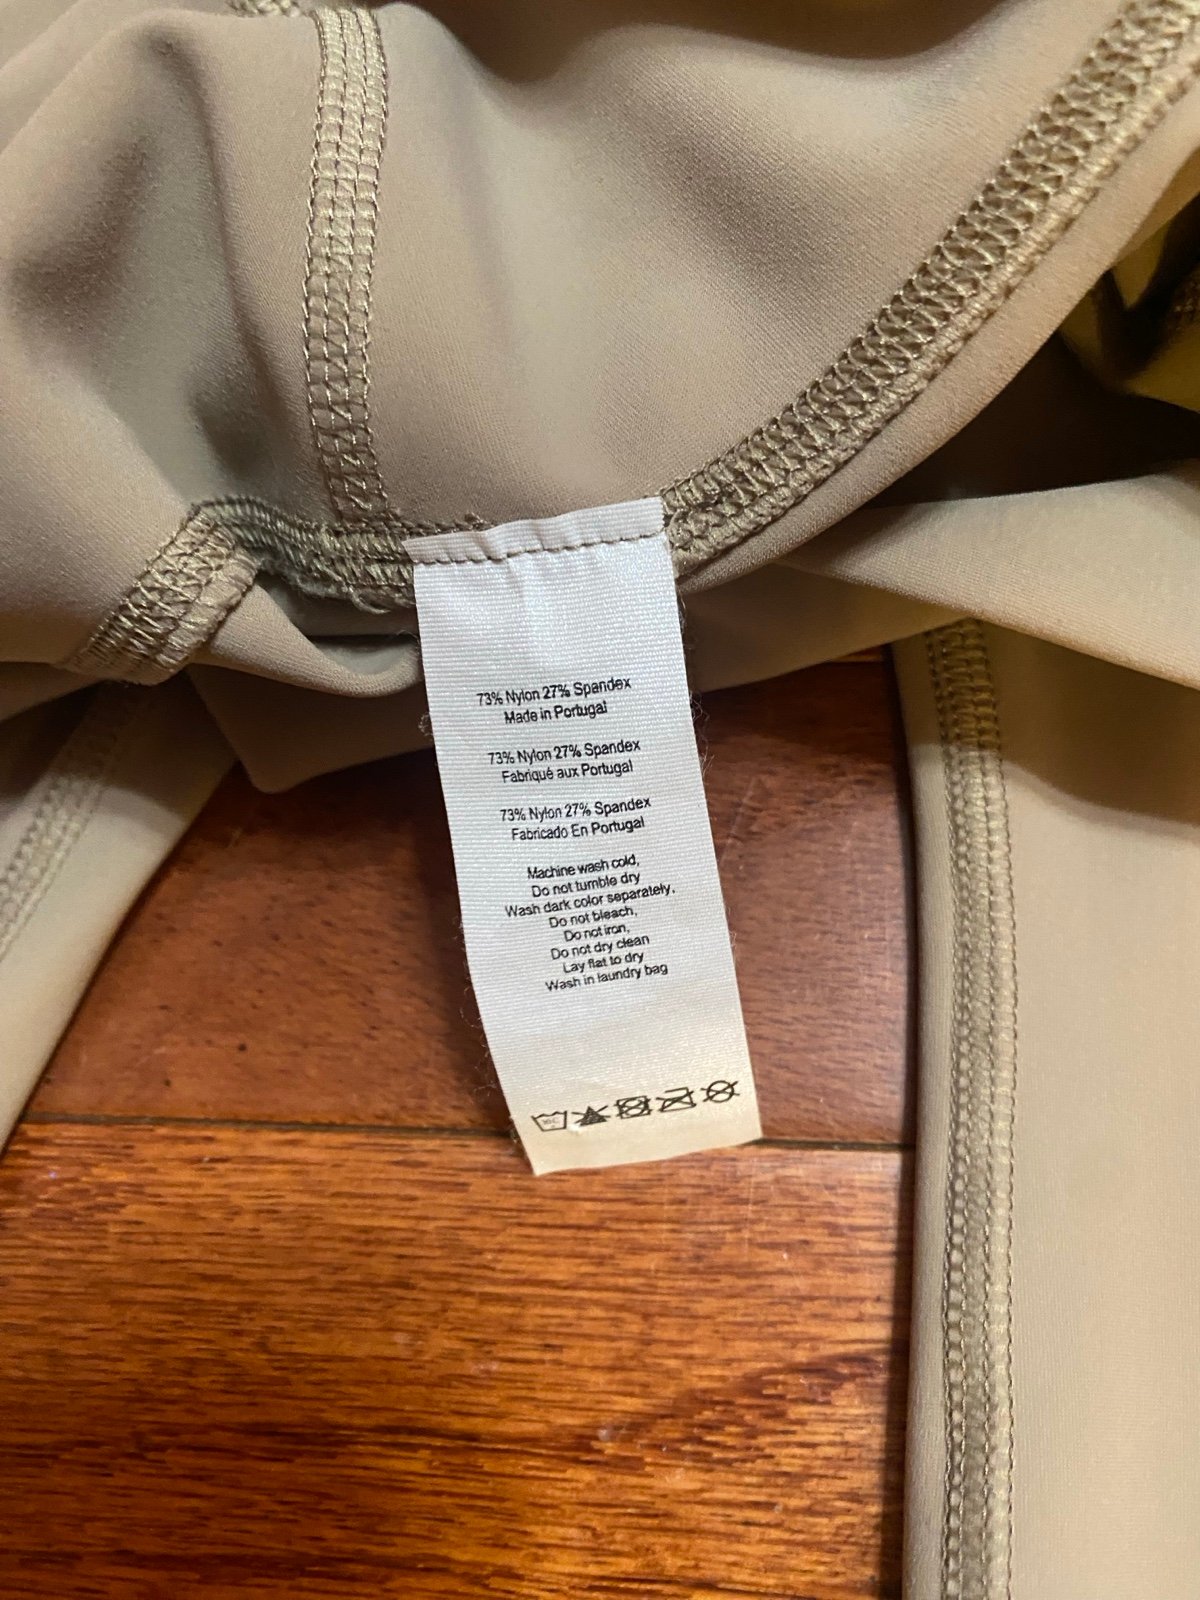 73% Nylon 27% Spandex
Made in Portugal
73% Nylon 27% Spandex
Fabriqué aux Portugal
73% Nylon 27% Spandex
Fabricado En Portugal
Machine wash cold,
Do not tumble dry
Wash dark color separately,
Do not bleach,
Do not iron,
Do not dry clean
Lay flat to dry
Wash in laundry bag